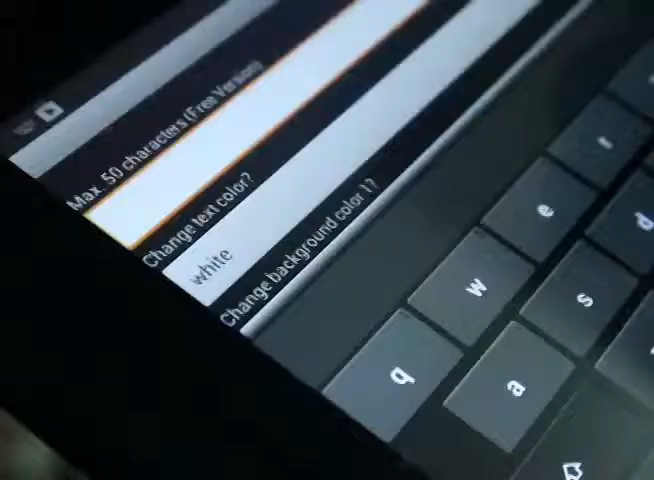 Max. 50 characters (Free Version)
Change text color?
white
Change background color 1?
q w e r
a s d